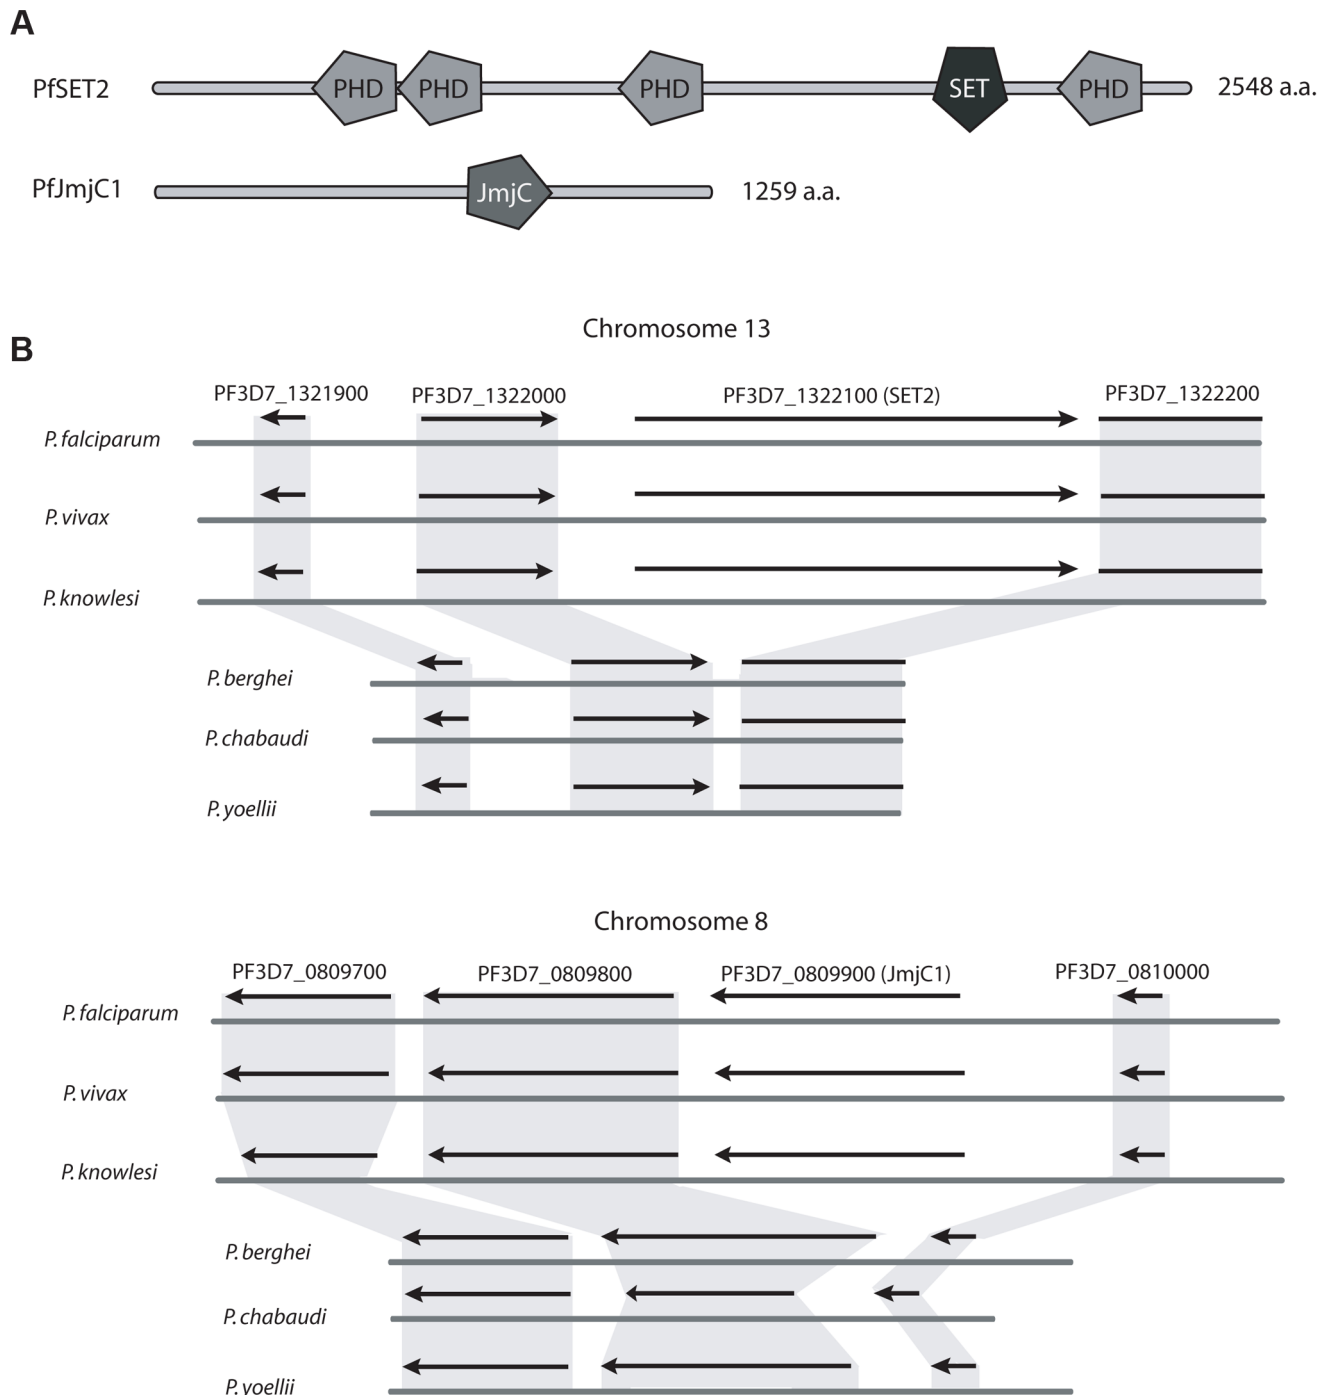 A
PfSET2 PHD PHD PHD SET PHD 2548 a.a.
PfJmjC1 JmjC 1259 a.a.
Chromosome 13
B
PF3D7_1321900 PF3D7_1322000 PF3D7_1322100 (SET2) PF3D7_1322200
P. falciparum
P. vivax
P. knowlesi
P. berghei
P. chabaudi
P. yoellii
Chromosome 8
PF3D7_0809700 PF3D7_0809800 PF3D7_0809900 (JmjC1) PF3D7_0810000
P. falciparum
P. vivax
P. knowlesi
P. berghei
P. chabaudi
P. yoellii